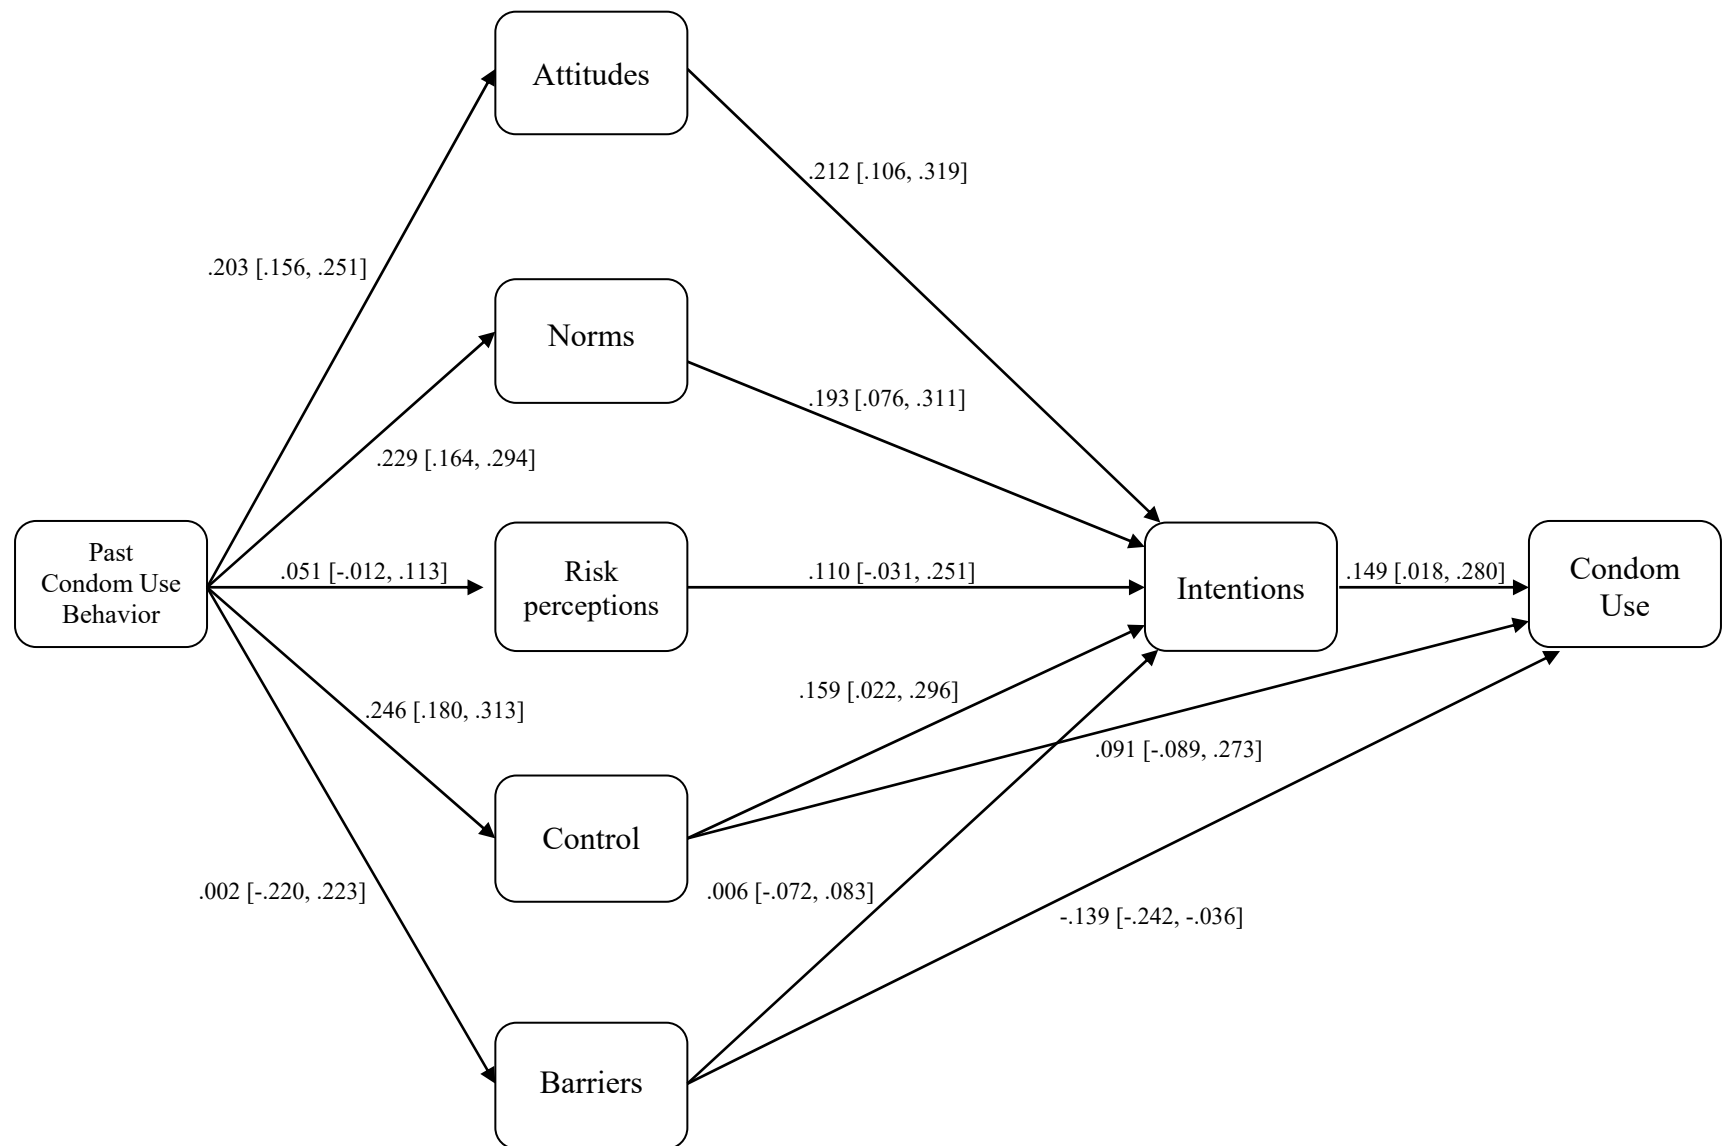 Attitudes
.212 [.106, .319]
.203 [.156, .251]
Norms
.193 [.076, .311]
.229 [.164, .294]
Past
Condom Use
Behavior
.051 [-.012, .113]
Risk
perceptions
.110 [-.031, .251]
Intentions
.149 [.018, .280]
Condom
Use
.159 [.022, .296]
.246 [.180, .313]
.091 [-.089, .273]
Control
.002 [-.220, .223]
.006 [-.072, .083]
-.139 [-.242, -.036]
Barriers